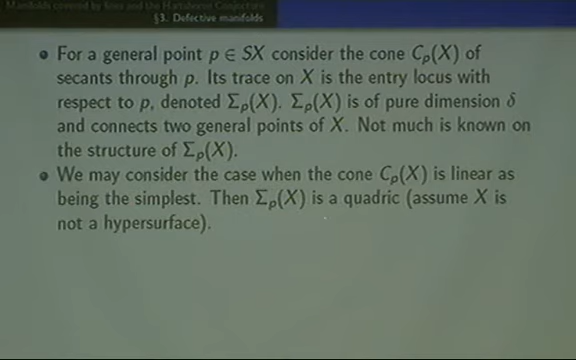 Manifolds covered by lines and the Hartshorne Conjecture
§3. Defective manifolds
• For a general point p ∈ SX consider the cone C_p(X) of
secants through p. Its trace on X is the entry locus with
respect to p, denoted Σ_p(X). Σ_p(X) is of pure dimension δ
and connects two general points of X. Not much is known on
the structure of Σ_p(X).
• We may consider the case when the cone C_p(X) is linear as
being the simplest. Then Σ_p(X) is a quadric (assume X is
not a hypersurface).